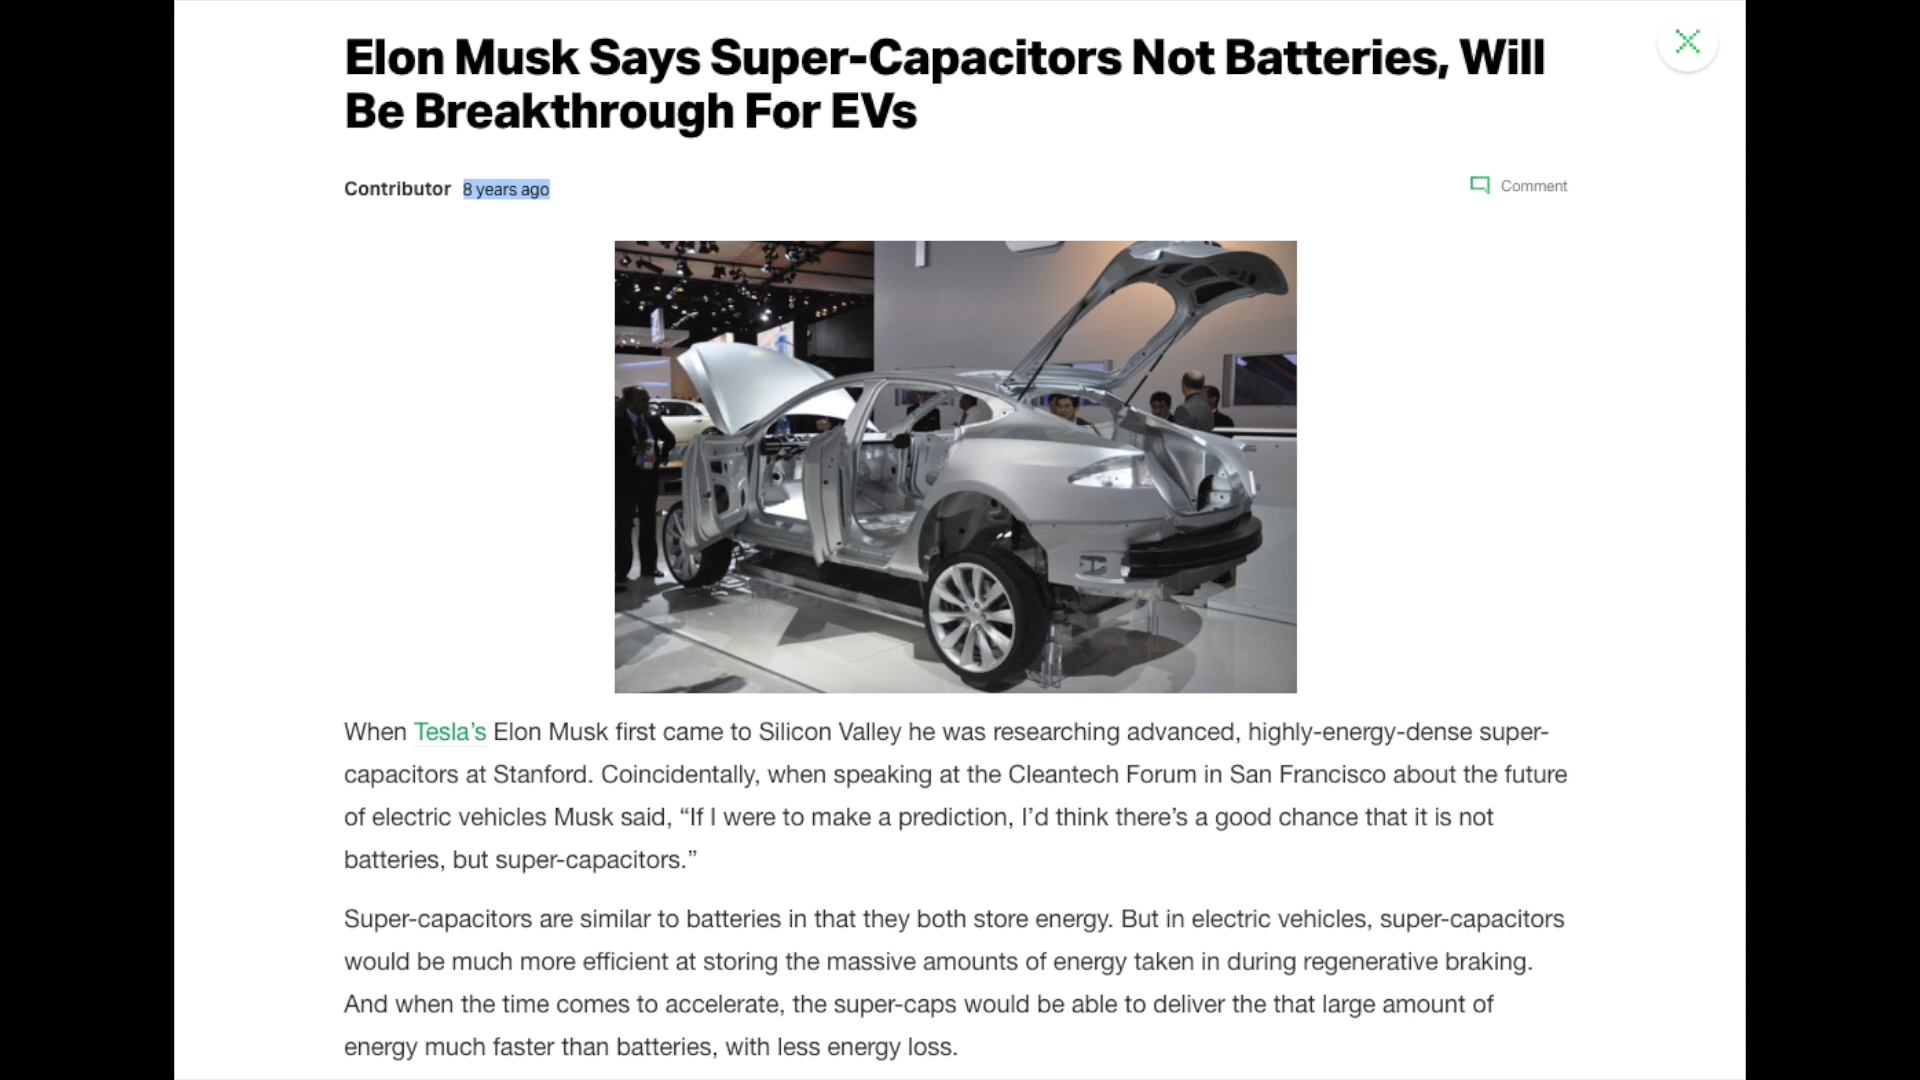 Elon Musk Says Super-Capacitors Not Batteries, Will
Be Breakthrough For EVs
Contributor 8 years ago
Comment
When Tesla’s Elon Musk first came to Silicon Valley he was researching advanced, highly-energy-dense super-
capacitors at Stanford. Coincidentally, when speaking at the Cleantech Forum in San Francisco about the future
of electric vehicles Musk said, “If I were to make a prediction, I’d think there’s a good chance that it is not
batteries, but super-capacitors.”
Super-capacitors are similar to batteries in that they both store energy. But in electric vehicles, super-capacitors
would be much more efficient at storing the massive amounts of energy taken in during regenerative braking.
And when the time comes to accelerate, the super-caps would be able to deliver the that large amount of
energy much faster than batteries, with less energy loss.